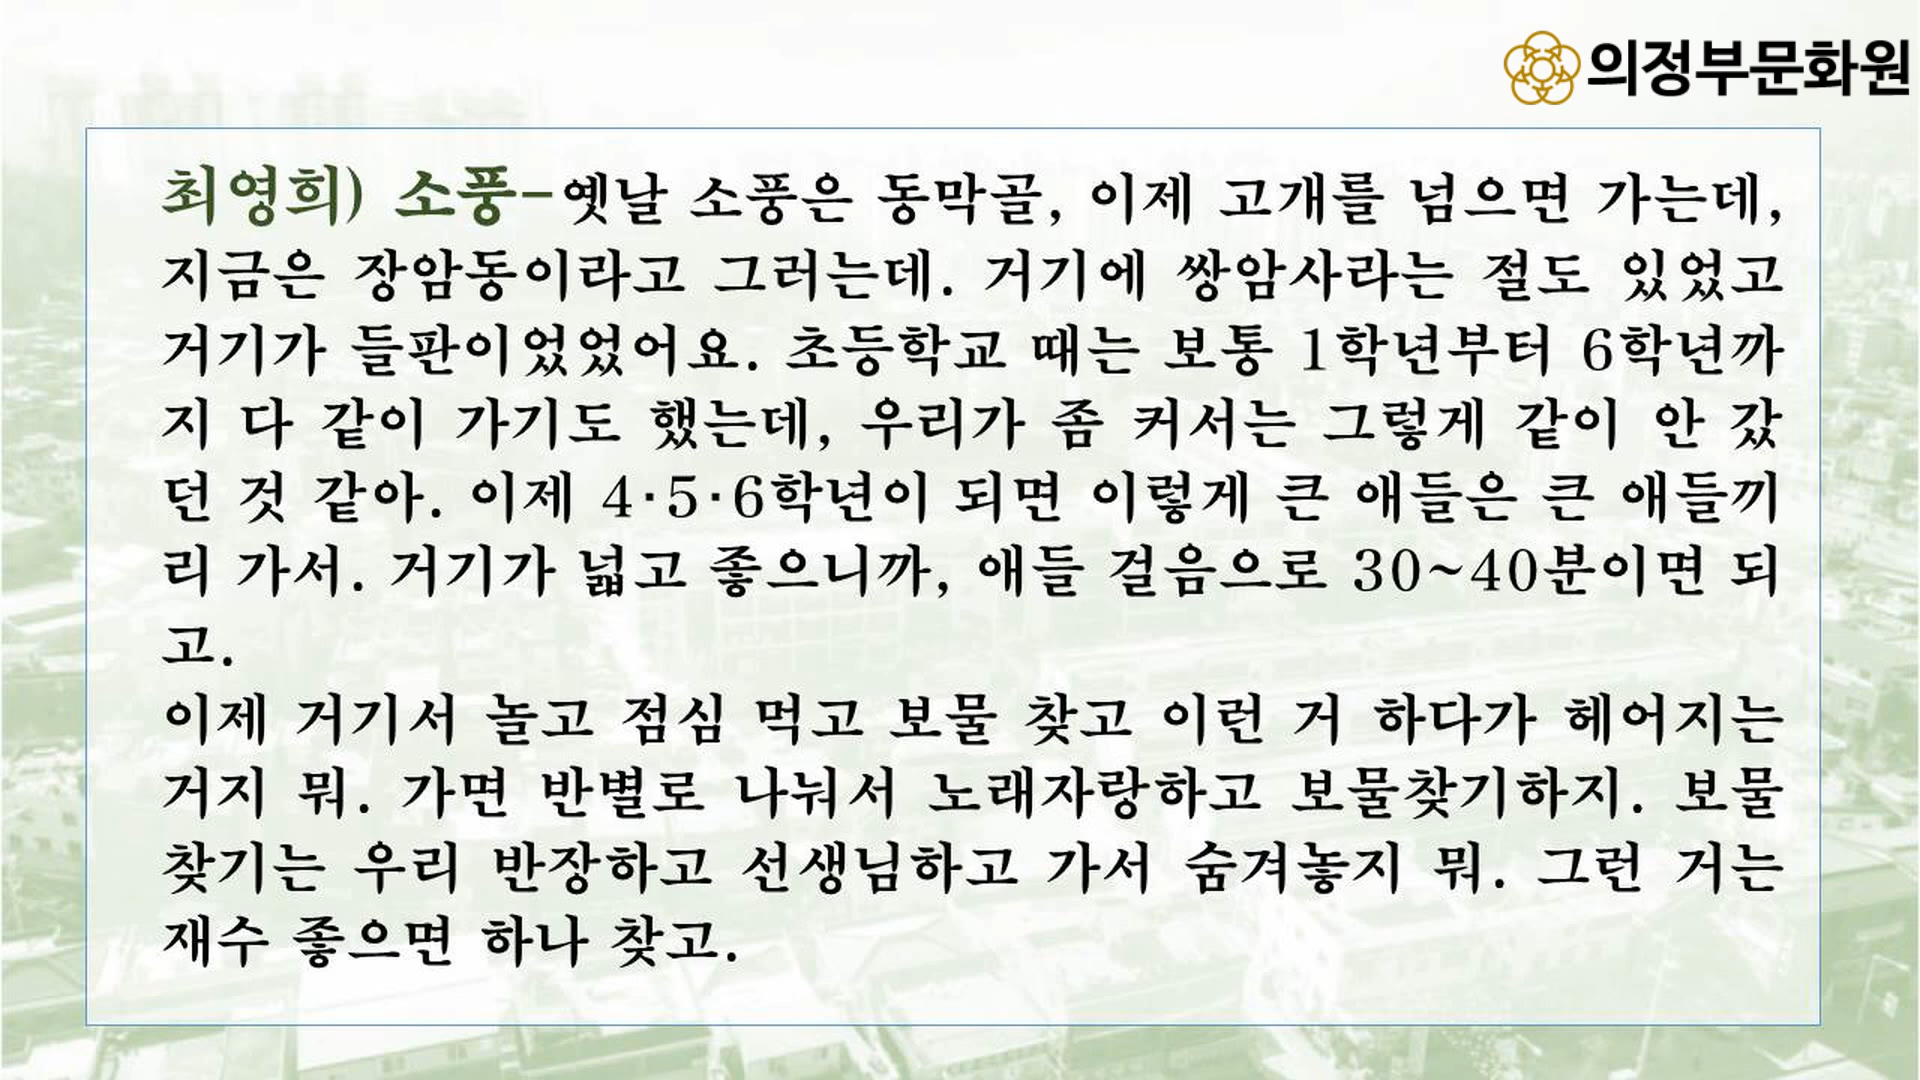 의정부문화원
최영희) 소풍-옛날 소풍은 동막골, 이제 고개를 넘으면 가는데,
지금은 장암동이라고 그러는데. 거기에 쌍암사라는 절도 있었고
거기가 들판이었었어요. 초등학교 때는 보통 1학년부터 6학년까
지 다 같이 가기도 했는데, 우리가 좀 커서는 그렇게 같이 안 갔
던 것 같아. 이제 4·5·6학년이 되면 이렇게 큰 애들은 큰 애들끼
리 가서. 거기가 넓고 좋으니까, 애들 걸음으로 30~40분이면 되
고.
이제 거기서 놀고 점심 먹고 보물 찾고 이런 거 하다가 헤어지는
거지 뭐. 가면 반별로 나눠서 노래자랑하고 보물찾기하지. 보물
찾기는 우리 반장하고 선생님하고 가서 숨겨놓지 뭐. 그런 거는
재수 좋으면 하나 찾고.